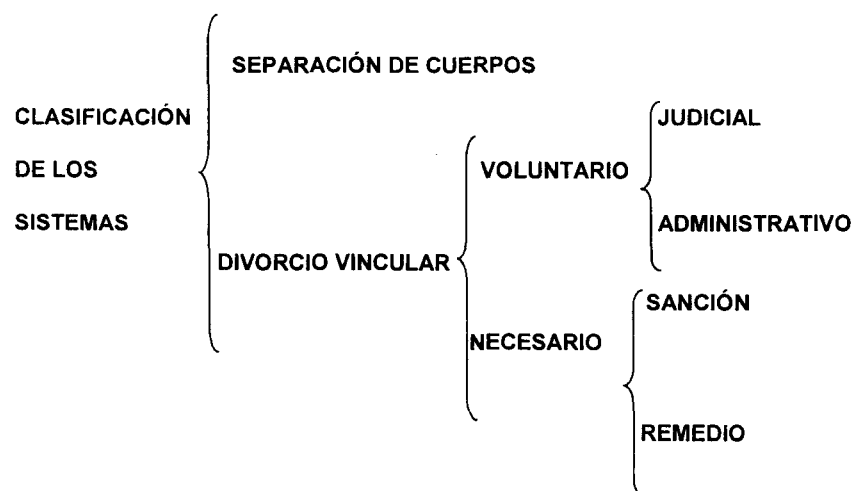 CLASIFICACIÓN
DE LOS
SISTEMAS
SEPARACIÓN DE CUERPOS
DIVORCIO VINCULAR
VOLUNTARIO
JUDICIAL
ADMINISTRATIVO
NECESARIO
SANCIÓN
REMEDIO